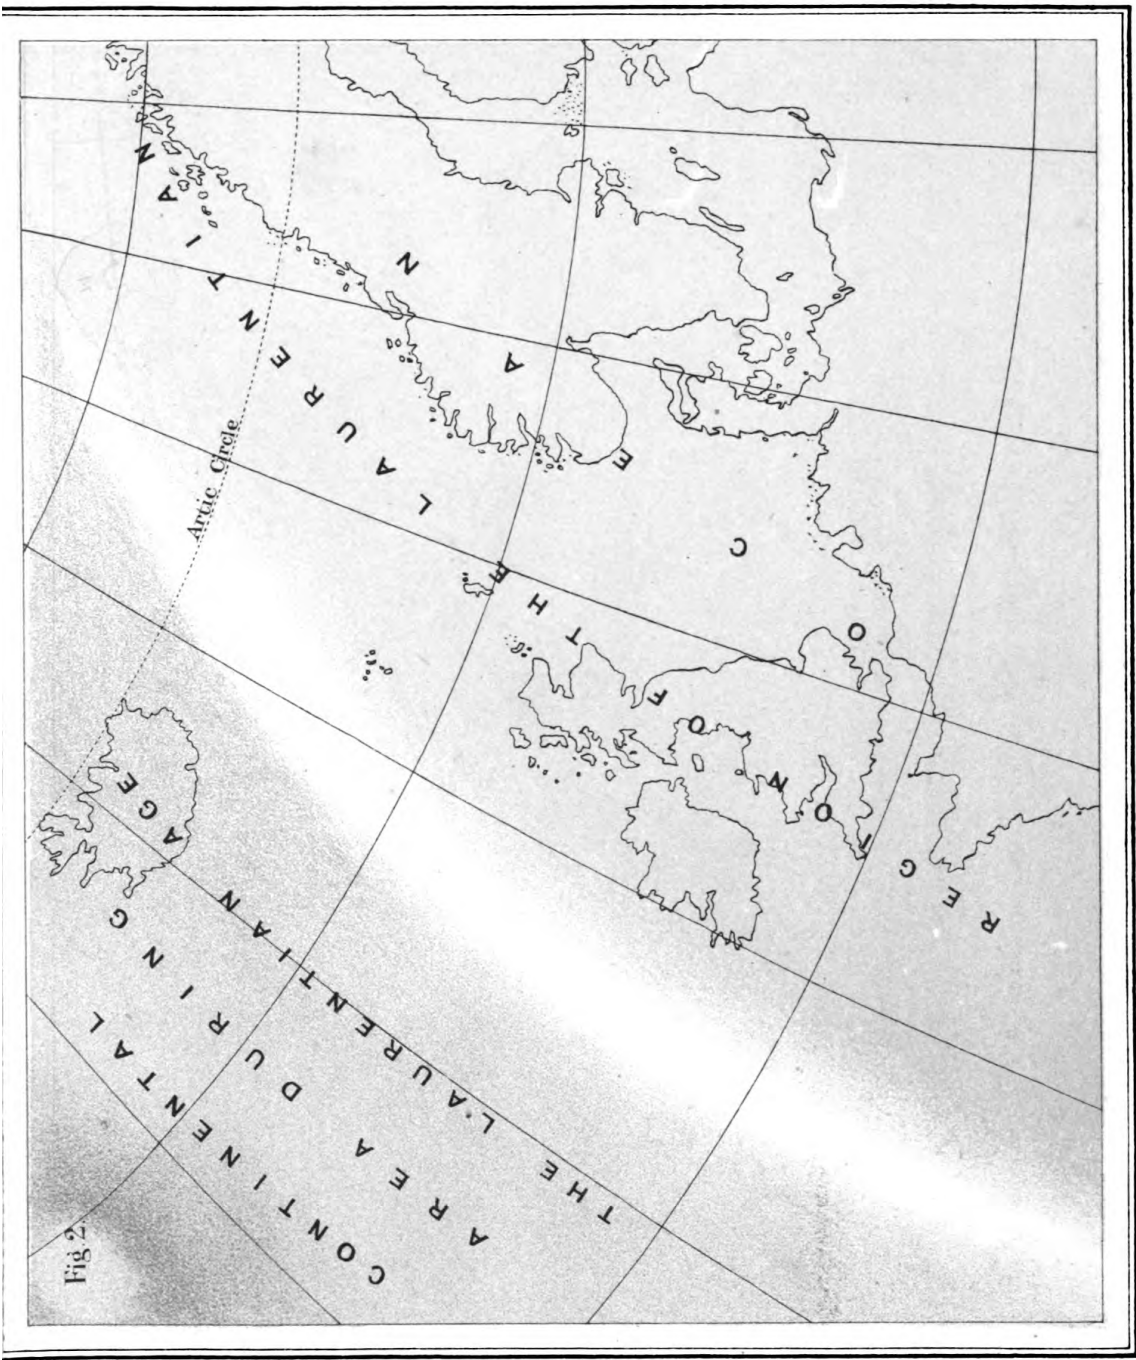 Fig 2.
Artic Circle
CONTINENTAL
AREA DURING
THE LAURENTIAN
AGE
REGION OF THE LAURENTIAN
OCEAN